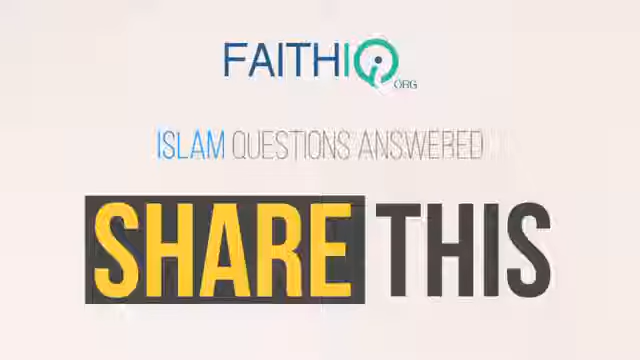 FAITHIQ
.ORG
ISLAM QUESTIONS ANSWERED
SHARE THIS